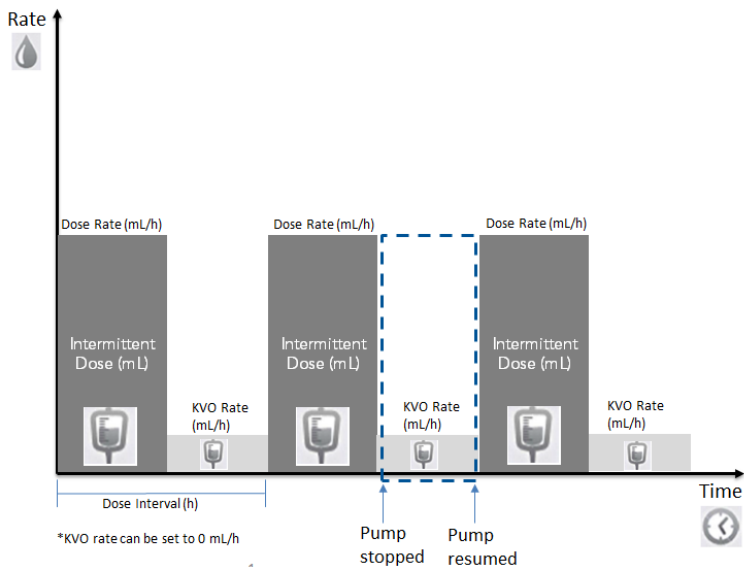 Rate
Dose Rate (mL/h)
Dose Rate (mL/h)
Dose Rate (mL/h)
Intermittent
Dose (mL)
Intermittent
Dose (mL)
Intermittent
Dose (mL)
KVO Rate
(mL/h)
KVO Rate
(mL/h)
KVO Rate
(mL/h)
Time
Dose Interval (h)
*KVO rate can be set to 0 mL/h
Pump
stopped
Pump
resumed